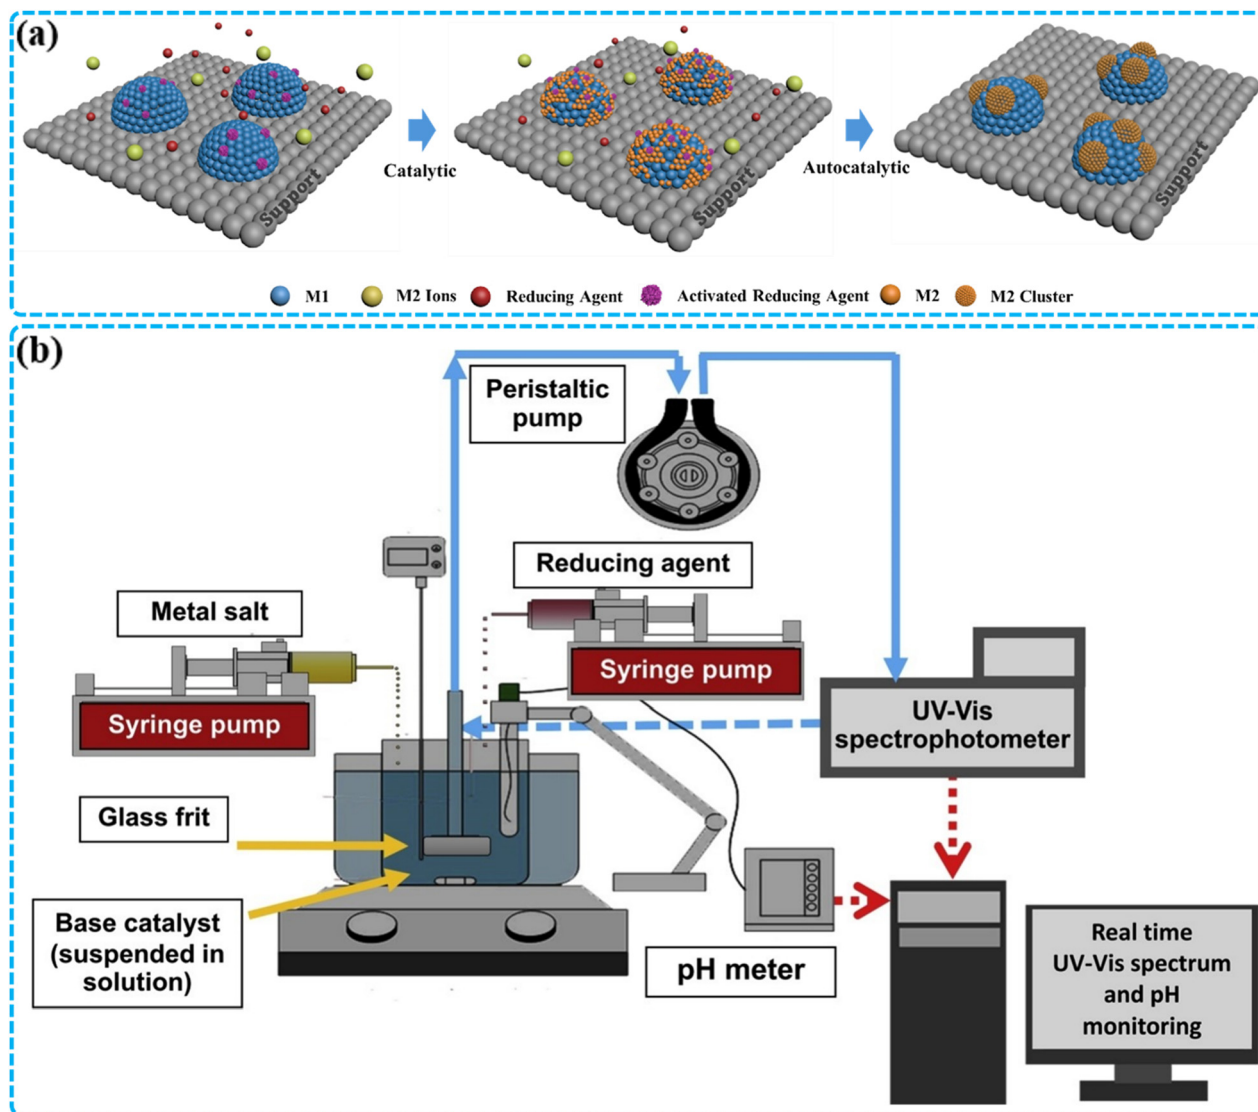 (a)
Support
Catalytic
Support
Autocatalytic
Support
M1
M2 Ions
Reducing Agent
Activated Reducing Agent
M2
M2 Cluster
(b)
Peristaltic
pump
Reducing agent
Metal salt
Syringe pump
Syringe pump
UV-Vis
spectrophotometer
Glass frit
Base catalyst
(suspended in
solution)
pH meter
Real time
UV-Vis spectrum
and pH
monitoring